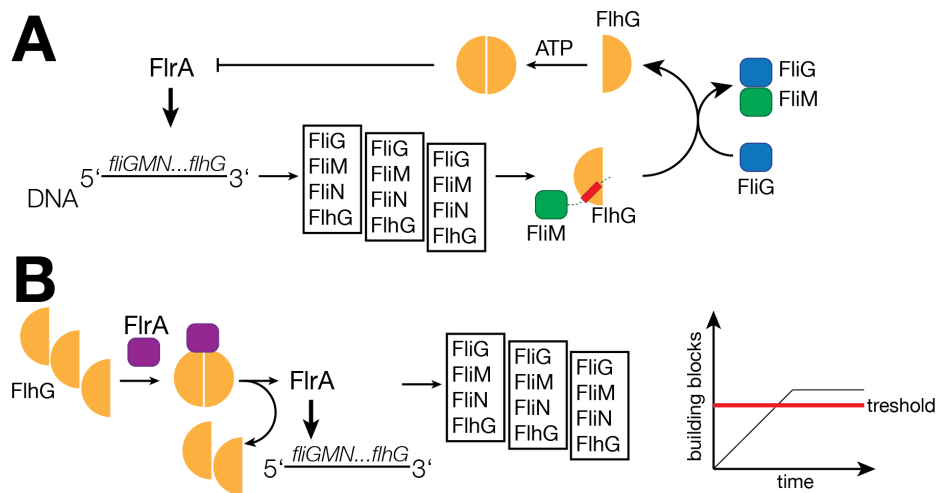 A
FlrA
ATP
FlhG
FliG
FliM
FliG
DNA
5‘ fliGMN...flhG 3‘
FliG
FliM
FliN
FlhG
FliG
FliM
FliN
FlhG
FliG
FliM
FliN
FlhG
FliM
FlhG
B
FlhG
FlrA
FlrA
5‘ fliGMN...flhG 3‘
FliG
FliM
FliN
FlhG
FliG
FliM
FliN
FlhG
FliG
FliM
FliN
FlhG
building blocks
treshold
time